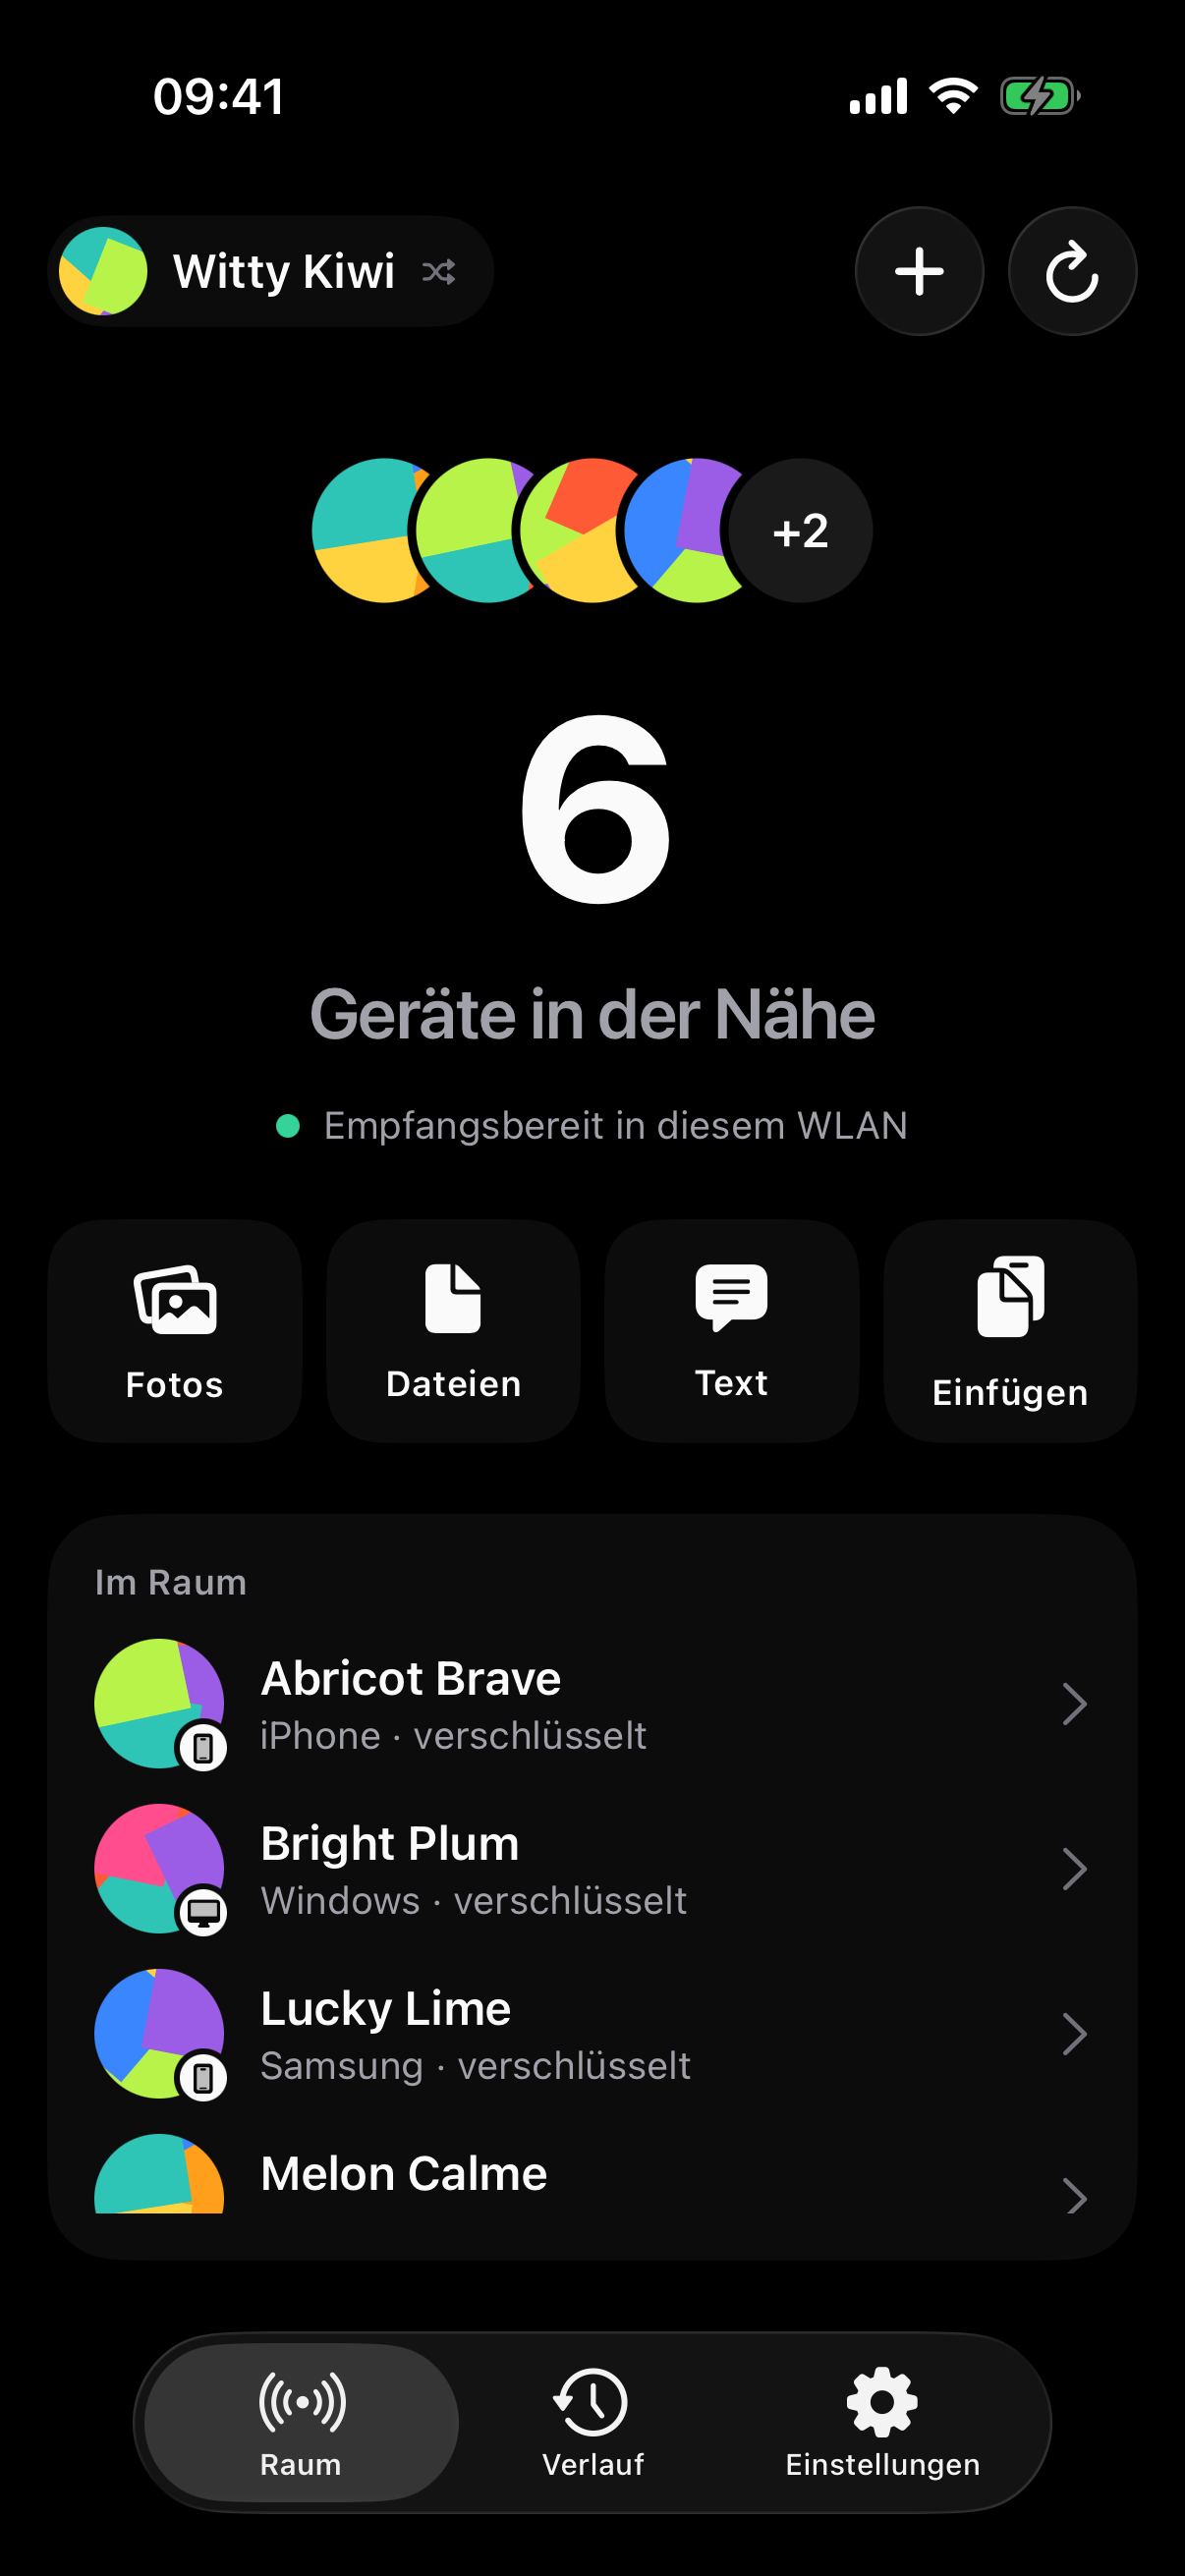 09:41
Witty Kiwi
+2
6
Geräte in der Nähe
Empfangsbereit in diesem WLAN
Fotos
Dateien
Text
Einfügen
Im Raum
Abricot Brave
iPhone · verschlüsselt
Bright Plum
Windows · verschlüsselt
Lucky Lime
Samsung · verschlüsselt
Melon Calme
Raum
Verlauf
Einstellungen